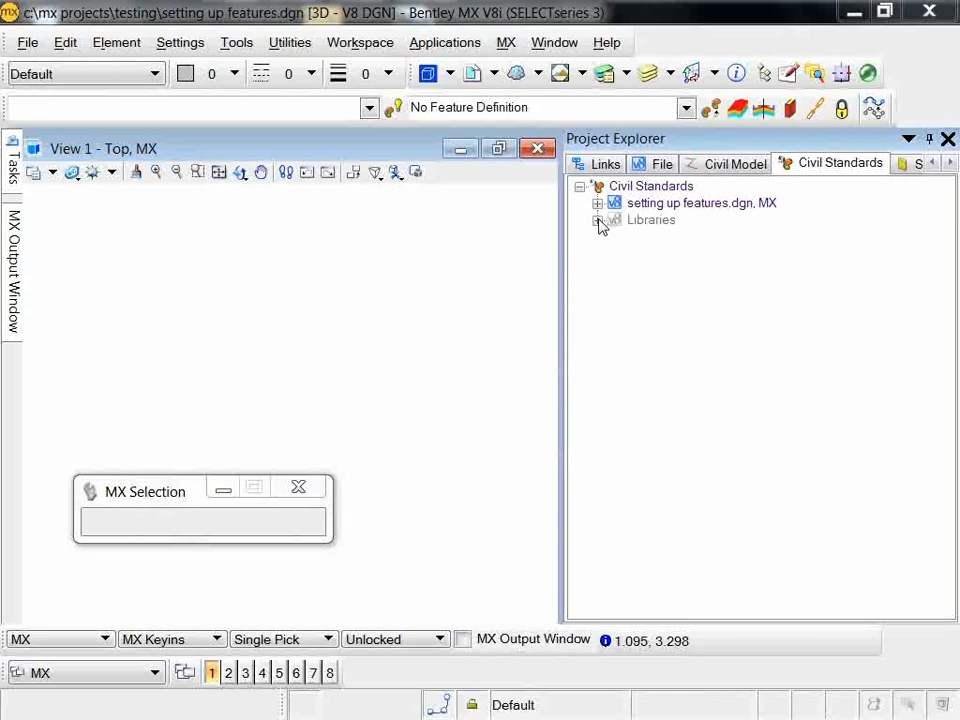 mx c:\mx projects\testing\setting up features.dgn [3D - V8 DGN] - Bentley MX V8i (SELECTseries 3)
File Edit Element Settings Tools Utilities Workspace Applications MX Window Help
Default 0 0 0
No Feature Definition
Tasks
MX Output Window
View 1 - Top, MX
Project Explorer
Links File Civil Model Civil Standards S
Civil Standards
setting up features.dgn, MX
Libraries
MX Selection
MX MX Keyins Single Pick Unlocked MX Output Window 1.095, 3.298
MX 1 2 3 4 5 6 7 8
Default